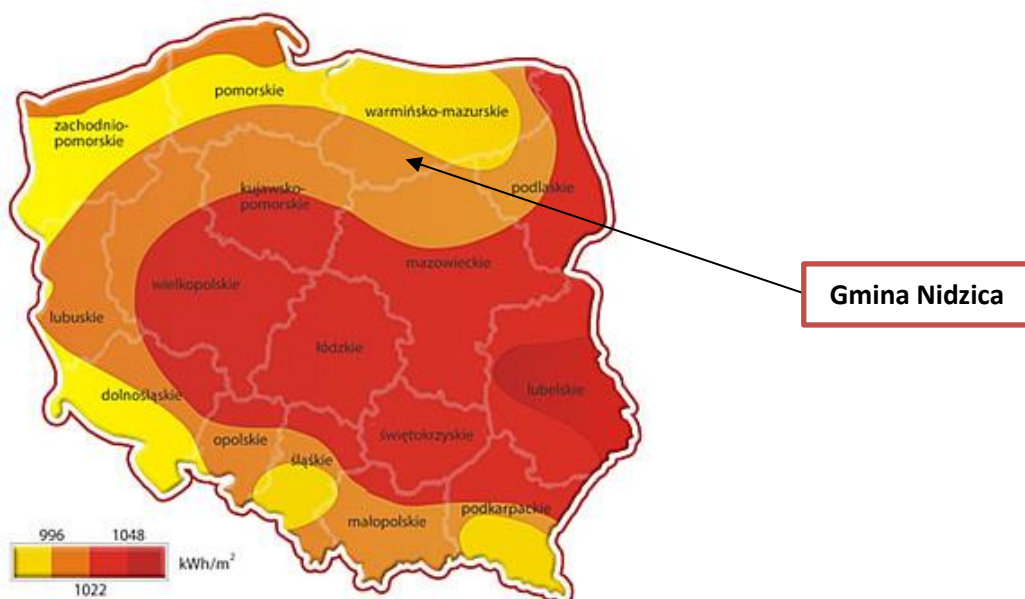 pomorskie
warmińsko-mazurskie
zachodnio-
pomorskie
kujawsko-
pomorskie
podlaskie
mazowieckie
wielkopolskie
Gmina Nidzica
lubuskie
łódzkie
lubelskie
dolnośląskie
opolskie
świętokrzyskie
śląśkie
podkarpackie
małopolskie
996 1048
kWh/m²
1022